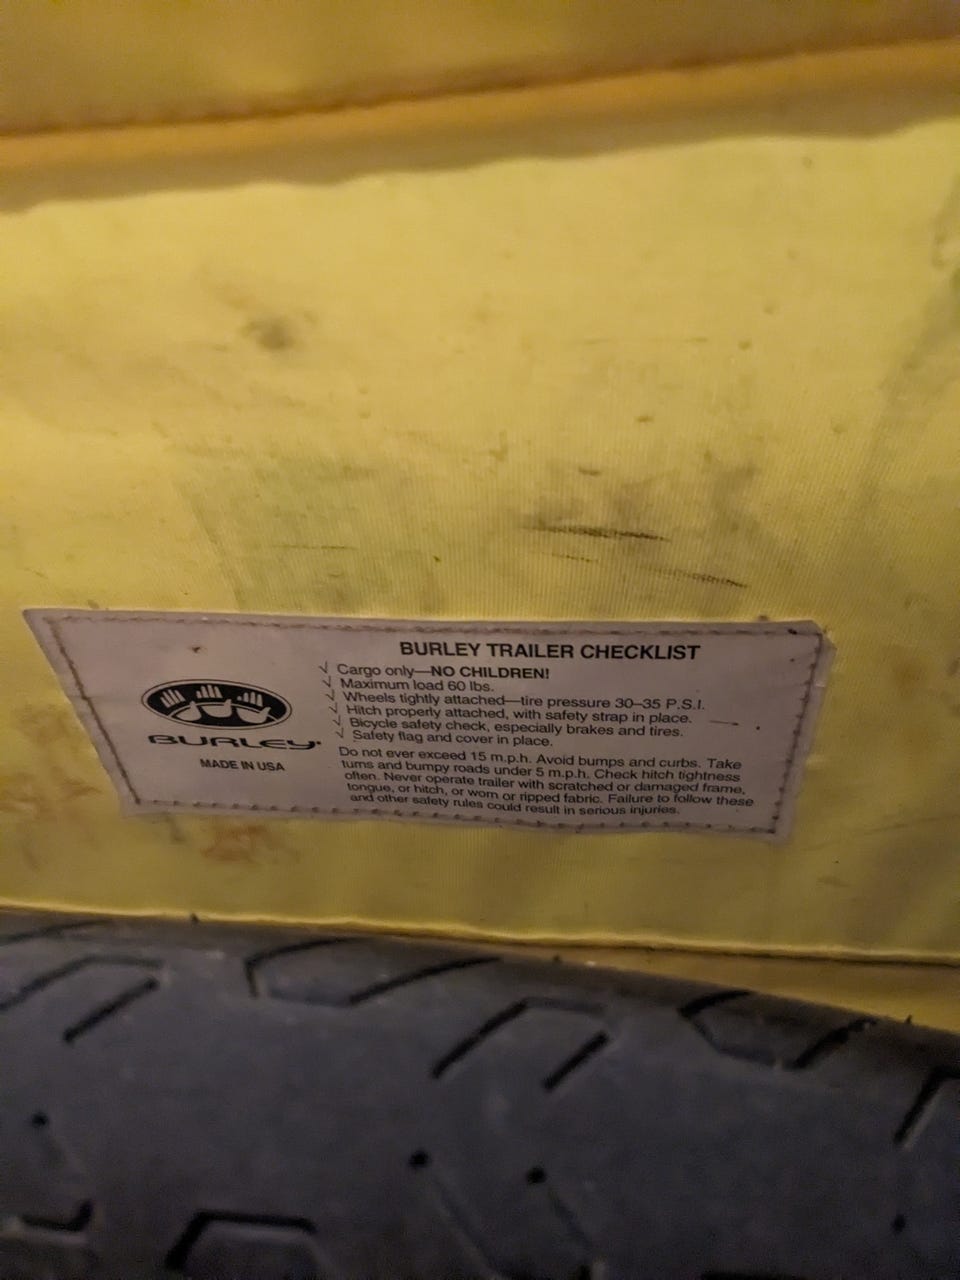 BURLEY TRAILER CHECKLIST
✓ Cargo only—NO CHILDREN!
✓ Maximum load 60 lbs.
✓ Wheels tightly attached—tire pressure 30–35 P.S.I.
✓ Hitch properly attached, with safety strap in place.
✓ Bicycle safety check, especially brakes and tires.
✓ Safety flag and cover in place.
Do not ever exceed 15 m.p.h. Avoid bumps and curbs. Take
turns and bumpy roads under 5 m.p.h. Check hitch tightness
often. Never operate trailer with scratched or damaged frame,
tongue, or hitch, or worn or ripped fabric. Failure to follow these
and other safety rules could result in serious injuries.
BURLEY
MADE IN USA